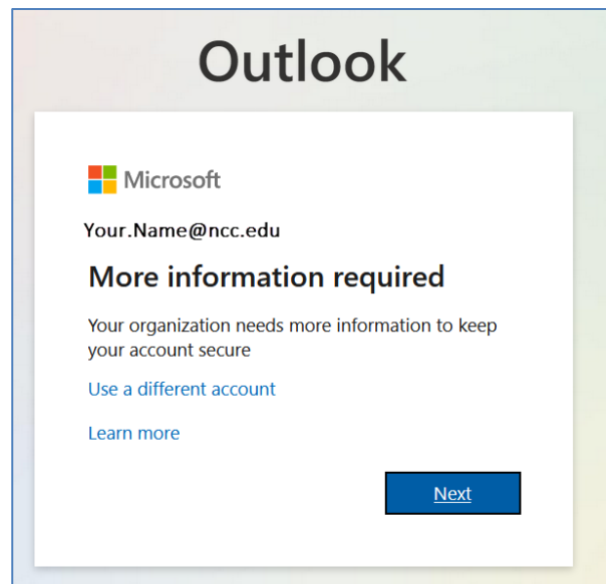 Outlook
Microsoft
Your.Name@ncc.edu
More information required
Your organization needs more information to keep
your account secure
Use a different account
Learn more
Next